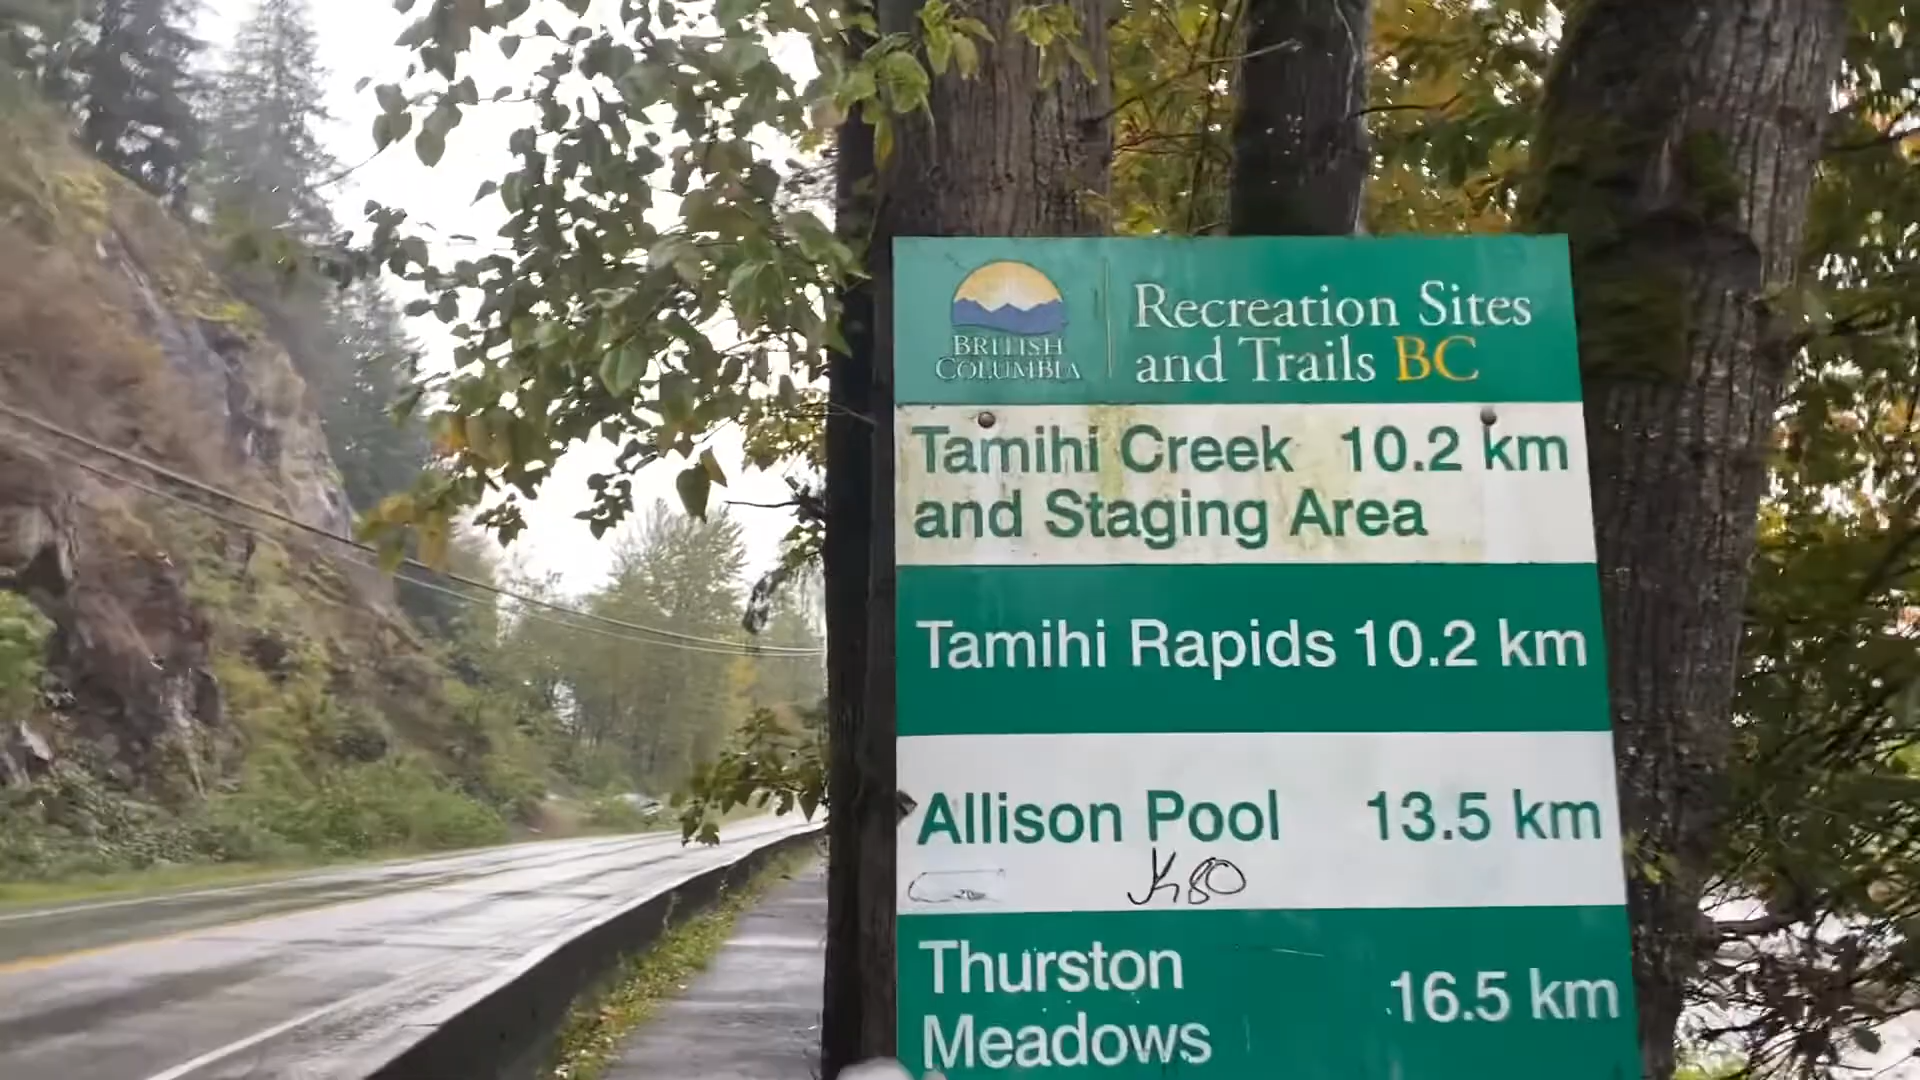 BRITISH
COLUMBIA
Recreation Sites
and Trails BC
Tamihi Creek 10.2 km
and Staging Area
Tamihi Rapids 10.2 km
Allison Pool 13.5 km
Thurston
Meadows 16.5 km